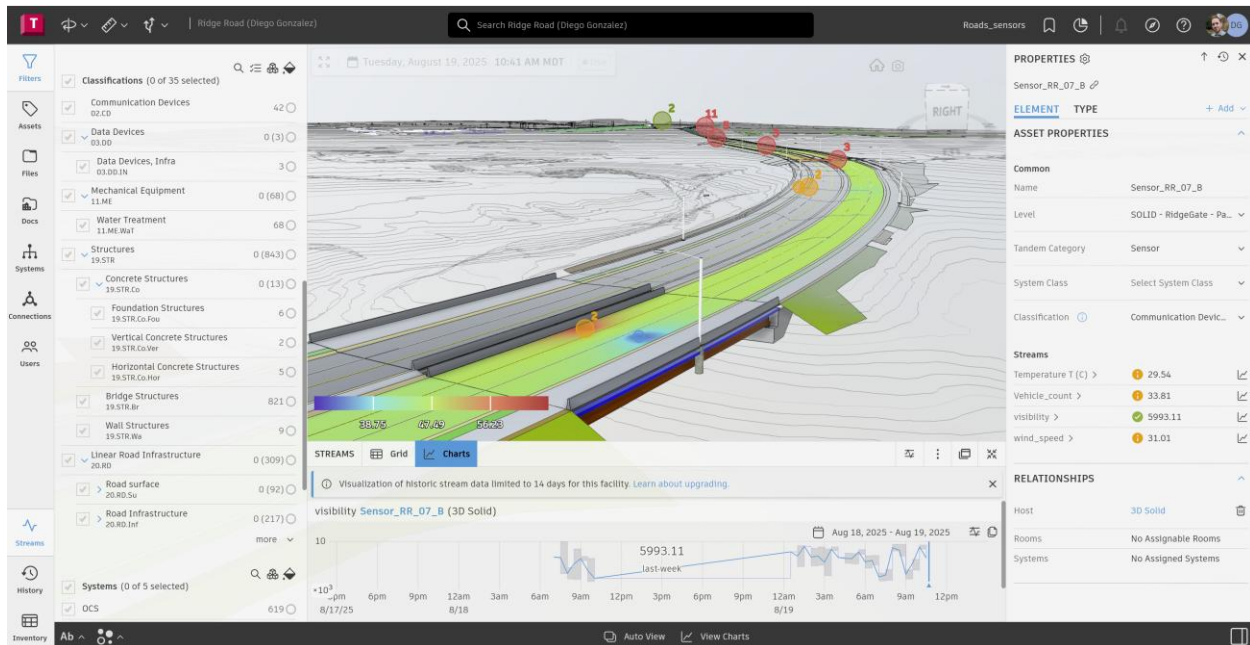 T
Ridge Road (Diego Gonzalez)
Search Ridge Road (Diego Gonzalez)
Roads_sensors
DG
Filters
Assets
Files
Docs
Systems
Connections
Users
Streams
History
Inventory
Classifications (0 of 35 selected)
Communication Devices 42
02.CD
Data Devices 0 (3)
03.DD
Data Devices, Infra 3
03.DD.IN
Mechanical Equipment 0 (68)
11.ME
Water Treatment 68
11.ME.WaT
Structures 0 (843)
19.STR
Concrete Structures 0 (13)
19.STR.Co
Foundation Structures 6
19.STR.Co.Fou
Vertical Concrete Structures 2
19.STR.Co.Ver
Horizontal Concrete Structures 5
19.STR.Co.Hor
Bridge Structures 821
19.STR.Br
Wall Structures 9
19.STR.Wa
Linear Road Infrastructure 0 (309)
20.RD
Road surface 0 (92)
20.RD.Su
Road Infrastructure 0 (217)
20.RD.Inf
more
Systems (0 of 5 selected)
OCS 619
Tuesday, August 19, 2025 10:41 AM MDT
RIGHT
2
11
3
3
2
2
38.75 47.49 56.23
STREAMS Grid Charts
Visualization of historic stream data limited to 14 days for this facility. Learn about upgrading.
visibility Sensor_RR_07_B (3D Solid)
Aug 18, 2025 - Aug 19, 2025
10
5993.11
last-week
*10³
pm 6pm 9pm 12am 3am 6am 9am 12pm 3pm 6pm 9pm 12am 3am 6am 9am 12pm
8/17/25 8/18 8/19
PROPERTIES
Sensor_RR_07_B
ELEMENT TYPE + Add
ASSET PROPERTIES
Common
Name Sensor_RR_07_B
Level SOLID - RidgeGate - Pa...
Tandem Category Sensor
System Class Select System Class
Classification Communication Devic...
Streams
Temperature T (C) > 29.54
Vehicle_count > 33.81
visibility > 5993.11
wind_speed > 31.01
RELATIONSHIPS
Host 3D Solid
Rooms No Assignable Rooms
Systems No Assigned Systems
Ab
Auto View View Charts